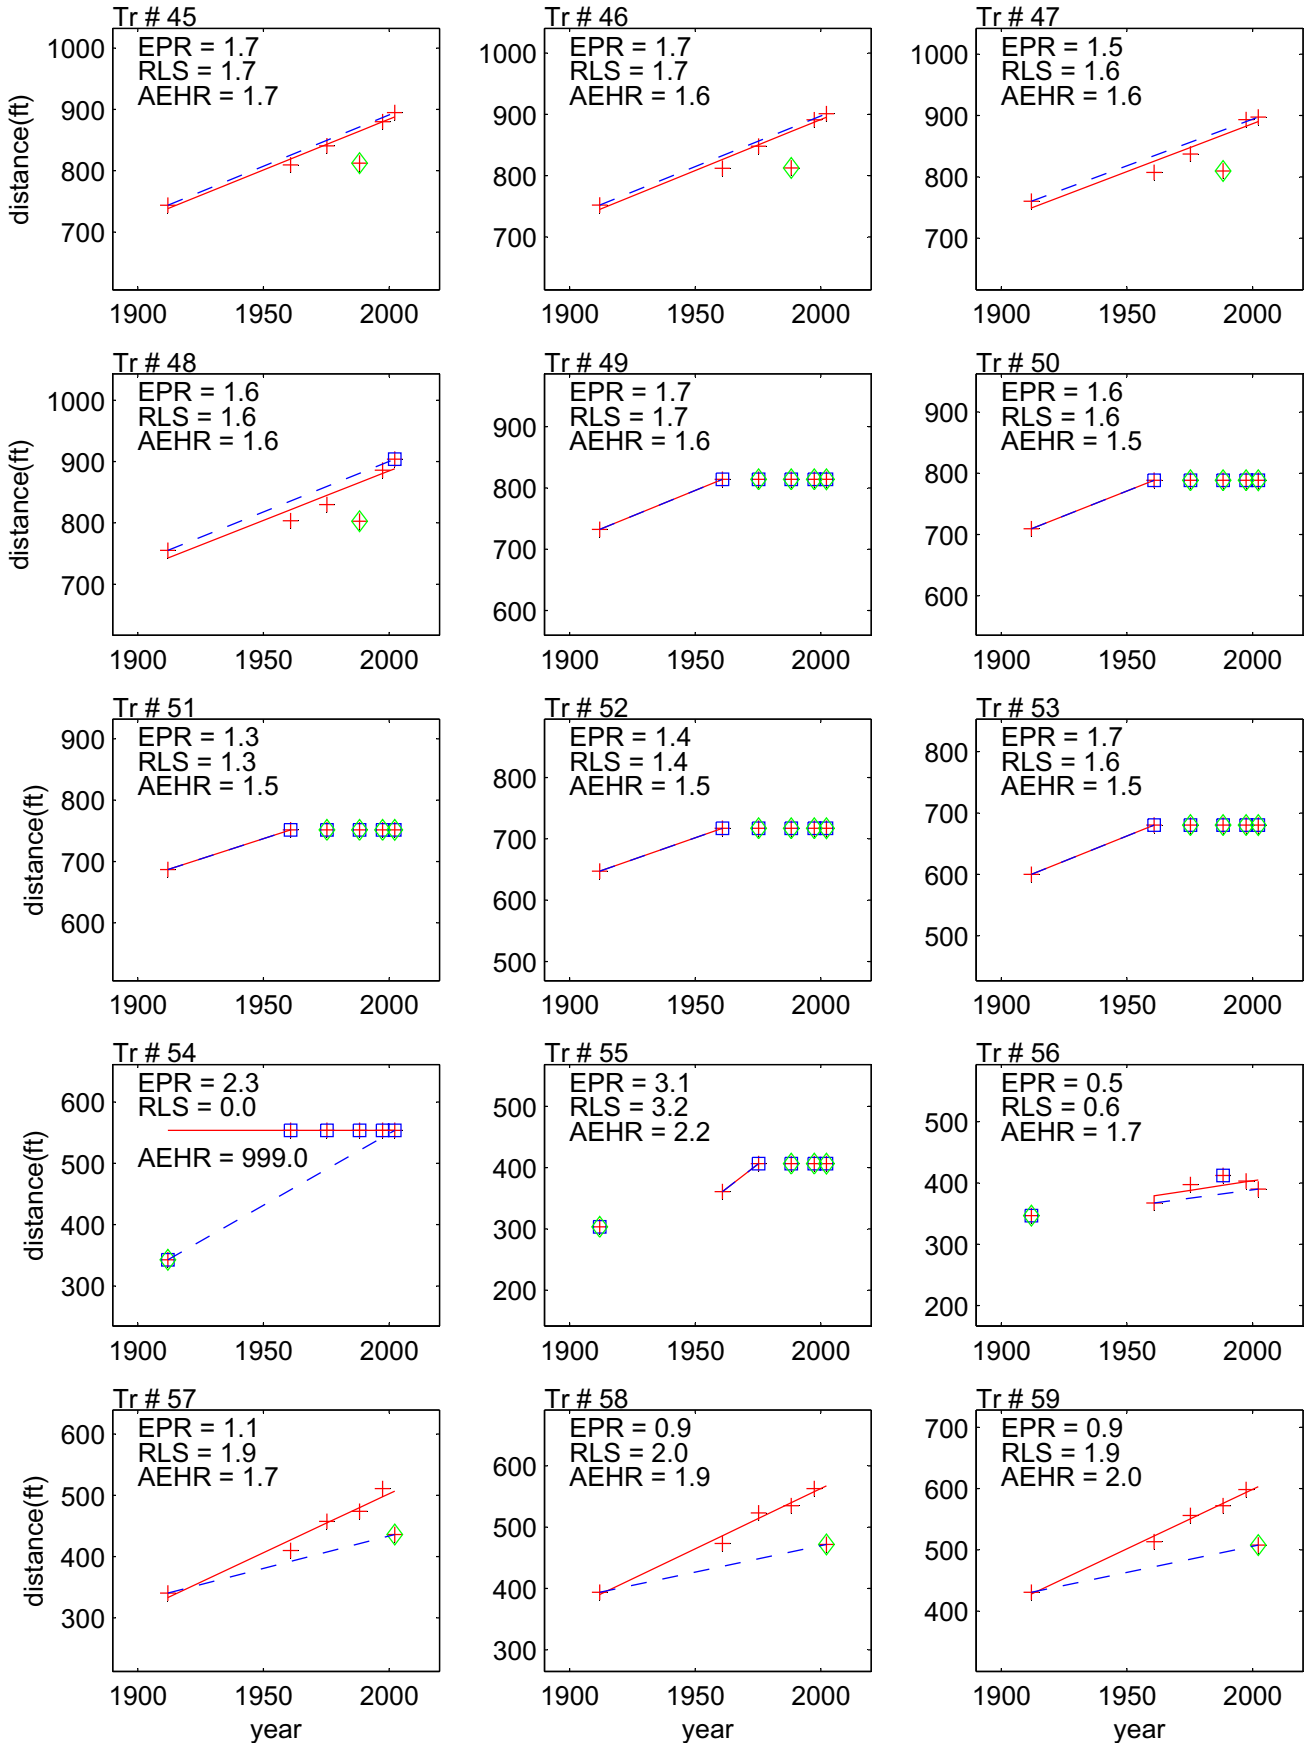 Tr # 45
EPR = 1.7
RLS = 1.7
AEHR = 1.7
1000
900
800
700
distance(ft)
1900 1950 2000
Tr # 46
EPR = 1.7
RLS = 1.7
AEHR = 1.6
1000
900
800
700
1900 1950 2000
Tr # 47
EPR = 1.5
RLS = 1.6
AEHR = 1.6
1000
900
800
700
1900 1950 2000
Tr # 48
EPR = 1.6
RLS = 1.6
AEHR = 1.6
1000
900
800
700
distance(ft)
1900 1950 2000
Tr # 49
EPR = 1.7
RLS = 1.7
AEHR = 1.6
900
800
700
600
1900 1950 2000
Tr # 50
EPR = 1.6
RLS = 1.6
AEHR = 1.5
900
800
700
600
1900 1950 2000
Tr # 51
EPR = 1.3
RLS = 1.3
AEHR = 1.5
900
800
700
600
distance(ft)
1900 1950 2000
Tr # 52
EPR = 1.4
RLS = 1.4
AEHR = 1.5
800
700
600
500
1900 1950 2000
Tr # 53
EPR = 1.7
RLS = 1.6
AEHR = 1.5
800
700
600
500
1900 1950 2000
Tr # 54
EPR = 2.3
RLS = 0.0
AEHR = 999.0
600
500
400
300
distance(ft)
1900 1950 2000
Tr # 55
EPR = 3.1
RLS = 3.2
AEHR = 2.2
500
400
300
200
1900 1950 2000
Tr # 56
EPR = 0.5
RLS = 0.6
AEHR = 1.7
500
400
300
200
1900 1950 2000
Tr # 57
EPR = 1.1
RLS = 1.9
AEHR = 1.7
600
500
400
300
distance(ft)
1900 1950 2000
year
Tr # 58
EPR = 0.9
RLS = 2.0
AEHR = 1.9
600
500
400
300
1900 1950 2000
year
Tr # 59
EPR = 0.9
RLS = 1.9
AEHR = 2.0
700
600
500
400
1900 1950 2000
year